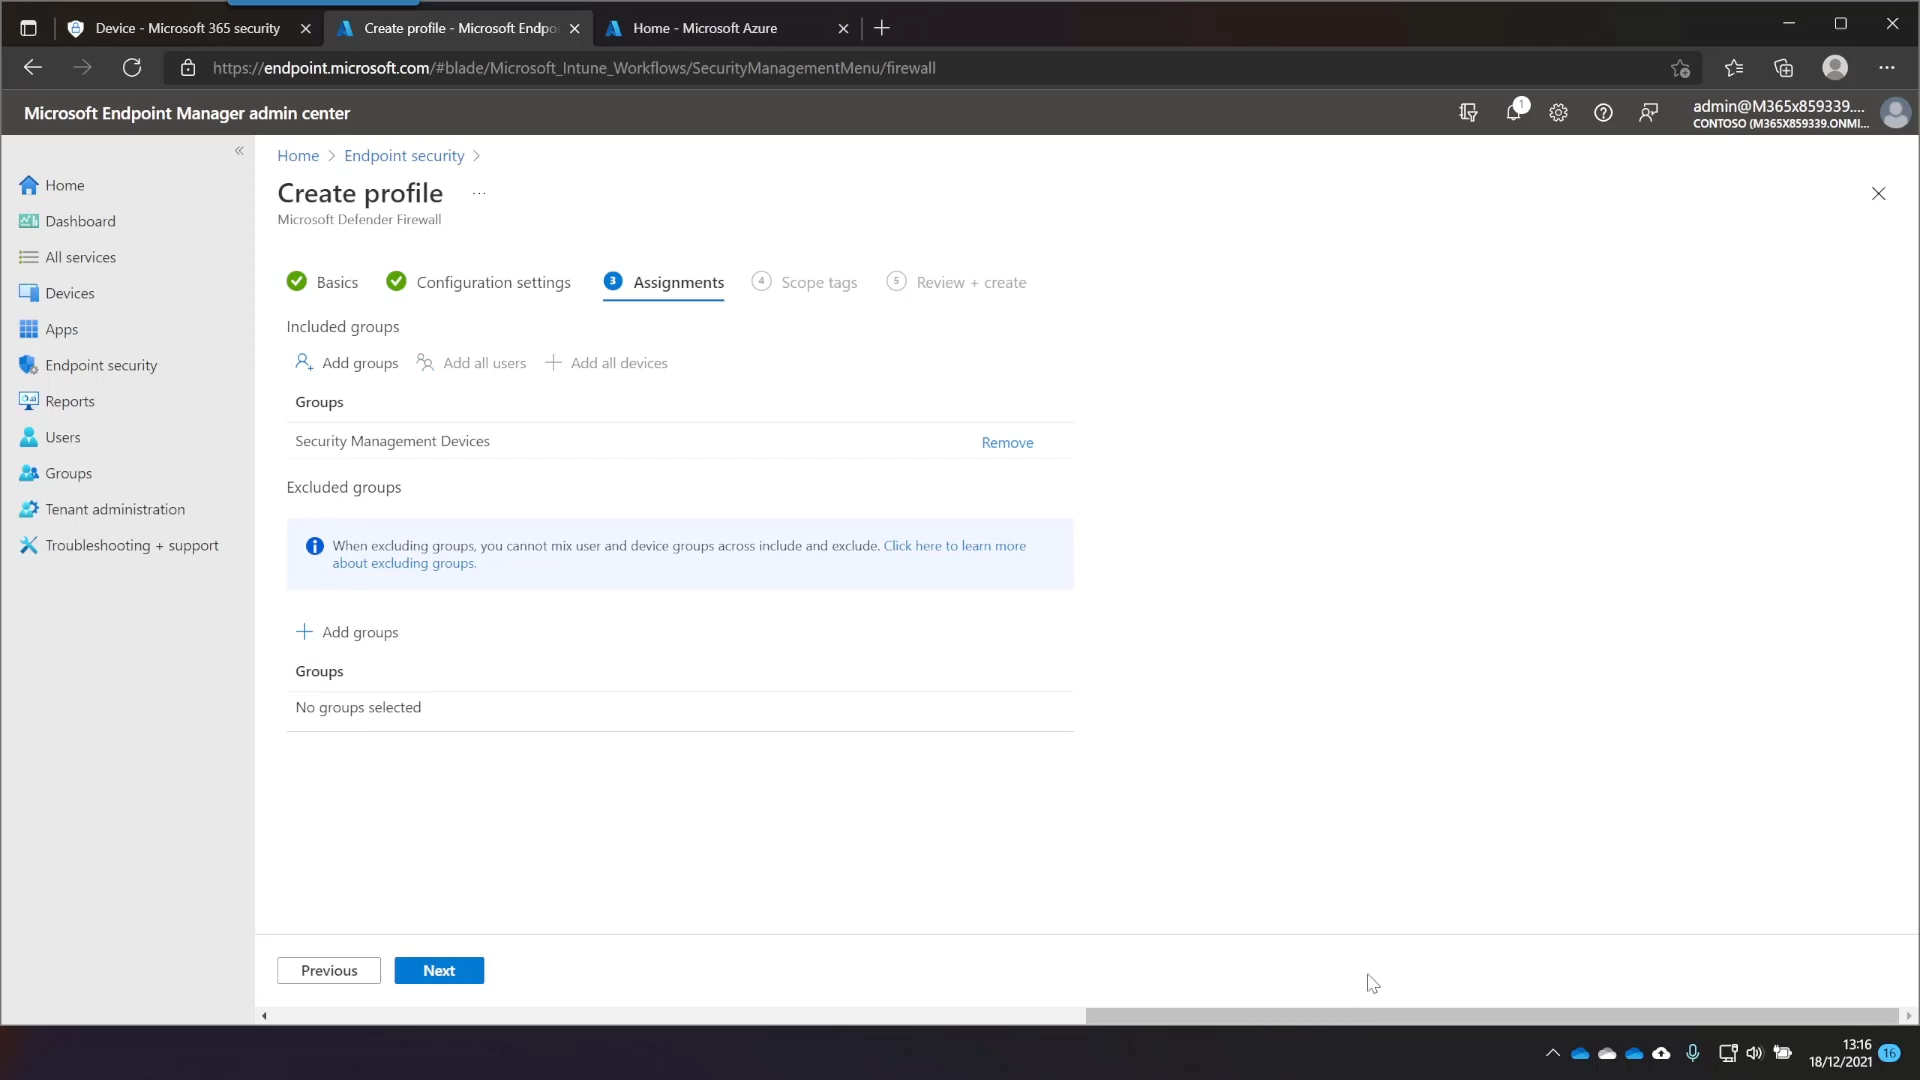 Device - Microsoft 365 security
Create profile - Microsoft Endpo
Home - Microsoft Azure
https://endpoint.microsoft.com/#blade/Microsoft_Intune_Workflows/SecurityManagementMenu/firewall
Microsoft Endpoint Manager admin center
1
admin@M365x859339....
CONTOSO (M365X859339.ONMI...
Home
Dashboard
All services
Devices
Apps
Endpoint security
Reports
Users
Groups
Tenant administration
Troubleshooting + support
Home > Endpoint security >
Create profile ...
Microsoft Defender Firewall
Basics
Configuration settings
3 Assignments
4 Scope tags
5 Review + create
Included groups
Add groups
Add all users
Add all devices
Groups
Security Management Devices
Remove
Excluded groups
When excluding groups, you cannot mix user and device groups across include and exclude. Click here to learn more
about excluding groups.
Add groups
Groups
No groups selected
Previous
Next
13:16
18/12/2021
16